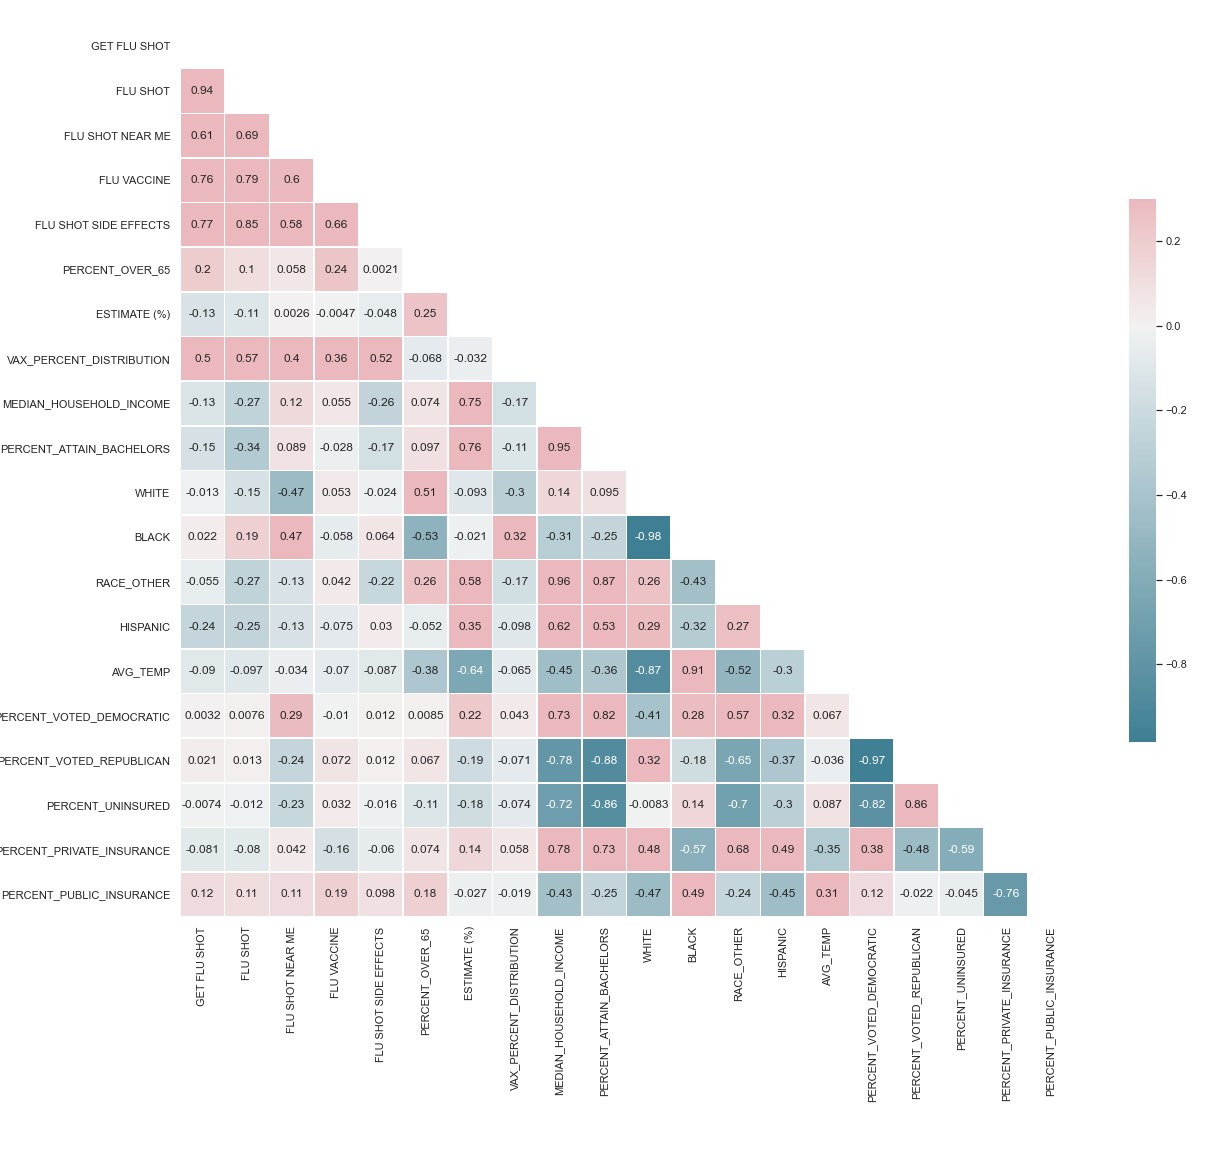 GET FLU SHOT
FLU SHOT 0.94
FLU SHOT NEAR ME 0.61 0.69
FLU VACCINE 0.76 0.79 0.6
FLU SHOT SIDE EFFECTS 0.77 0.85 0.58 0.66
0.2
PERCENT_OVER_65 0.2 0.1 0.058 0.24 0.0021
ESTIMATE (%) -0.13 -0.11 0.0026 -0.0047 -0.048 0.25
0.0
VAX_PERCENT_DISTRIBUTION 0.5 0.57 0.4 0.36 0.52 -0.068 -0.032
MEDIAN_HOUSEHOLD_INCOME -0.13 -0.27 0.12 0.055 -0.26 0.074 0.75 -0.17
−0.2
PERCENT_ATTAIN_BACHELORS -0.15 -0.34 0.089 -0.028 -0.17 0.097 0.76 -0.11 0.95
WHITE -0.013 -0.15 -0.47 0.053 -0.024 0.51 -0.093 -0.3 0.14 0.095
−0.4
BLACK 0.022 0.19 0.47 -0.058 0.064 -0.53 -0.021 0.32 -0.31 -0.25 -0.98
RACE_OTHER -0.055 -0.27 -0.13 0.042 -0.22 0.26 0.58 -0.17 0.96 0.87 0.26 -0.43
−0.6
HISPANIC -0.24 -0.25 -0.13 -0.075 0.03 -0.052 0.35 -0.098 0.62 0.53 0.29 -0.32 0.27
AVG_TEMP -0.09 -0.097 -0.034 -0.07 -0.087 -0.38 -0.64 -0.065 -0.45 -0.36 -0.87 0.91 -0.52 -0.3
−0.8
PERCENT_VOTED_DEMOCRATIC 0.0032 0.0076 0.29 -0.01 0.012 0.0085 0.22 0.043 0.73 0.82 -0.41 0.28 0.57 0.32 0.067
PERCENT_VOTED_REPUBLICAN 0.021 0.013 -0.24 0.072 0.012 0.067 -0.19 -0.071 -0.78 -0.88 0.32 -0.18 -0.65 -0.37 -0.036 -0.97
PERCENT_UNINSURED -0.0074 -0.012 -0.23 0.032 -0.016 -0.11 -0.18 -0.074 -0.72 -0.86 -0.0083 0.14 -0.7 -0.3 0.087 -0.82 0.86
PERCENT_PRIVATE_INSURANCE -0.081 -0.08 0.042 -0.16 -0.06 0.074 0.14 0.058 0.78 0.73 0.48 -0.57 0.68 0.49 -0.35 0.38 -0.48 -0.59
PERCENT_PUBLIC_INSURANCE 0.12 0.11 0.11 0.19 0.098 0.18 -0.027 -0.019 -0.43 -0.25 -0.47 0.49 -0.24 -0.45 0.31 0.12 -0.022 -0.045 -0.76
GET FLU SHOT
FLU SHOT
FLU SHOT NEAR ME
FLU VACCINE
FLU SHOT SIDE EFFECTS
PERCENT_OVER_65
ESTIMATE (%)
VAX_PERCENT_DISTRIBUTION
MEDIAN_HOUSEHOLD_INCOME
PERCENT_ATTAIN_BACHELORS
WHITE
BLACK
RACE_OTHER
HISPANIC
AVG_TEMP
PERCENT_VOTED_DEMOCRATIC
PERCENT_VOTED_REPUBLICAN
PERCENT_UNINSURED
PERCENT_PRIVATE_INSURANCE
PERCENT_PUBLIC_INSURANCE